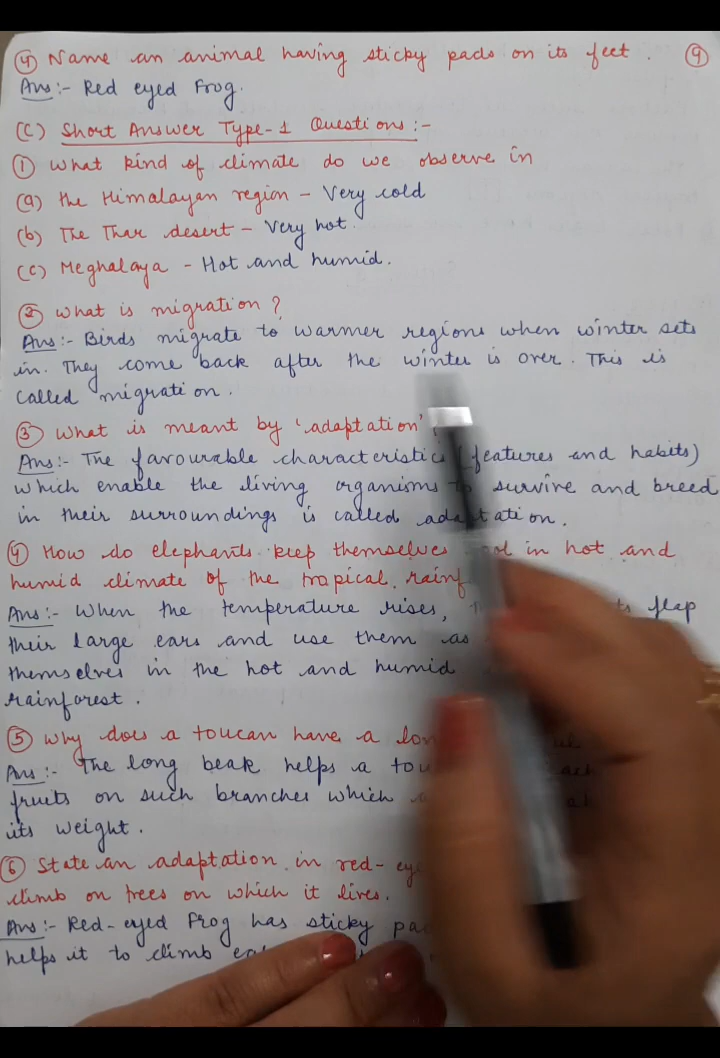 (4) Name an animal having sticky pads on its feet. (9)
Ans:- Red eyed Frog.
(C) Short Answer Type-1 Questions:-
(1) What kind of climate do we observe in
(a) the Himalayan region - Very cold
(b) The Thar desert - Very hot.
(c) Meghalaya - Hot and humid.
(2) What is migration ?
Ans:- Birds migrate to warmer regions when winter sets
in. They come back after the winter is over. This is
called migration.
(3) What is meant by 'adaptation'?
Ans:- The favourable characteristics (features and habits)
which enable the living organisms to survive and breed
in their surroundings is called adaptation.
(4) How do elephants keep themselves in hot and
humid climate of the tropical
Ans:- When the temperature rises, flap
their large ears and use them as
themselves in the hot and humid
rainforest.
(5) Why does a toucan have a
Ans:- The long beak helps a
fruits on such branches which
its weight.
(6) State an adaptation in red-
climb on trees on which it lives.
Ans:- Red-eyed Frog has sticky
helps it to climb